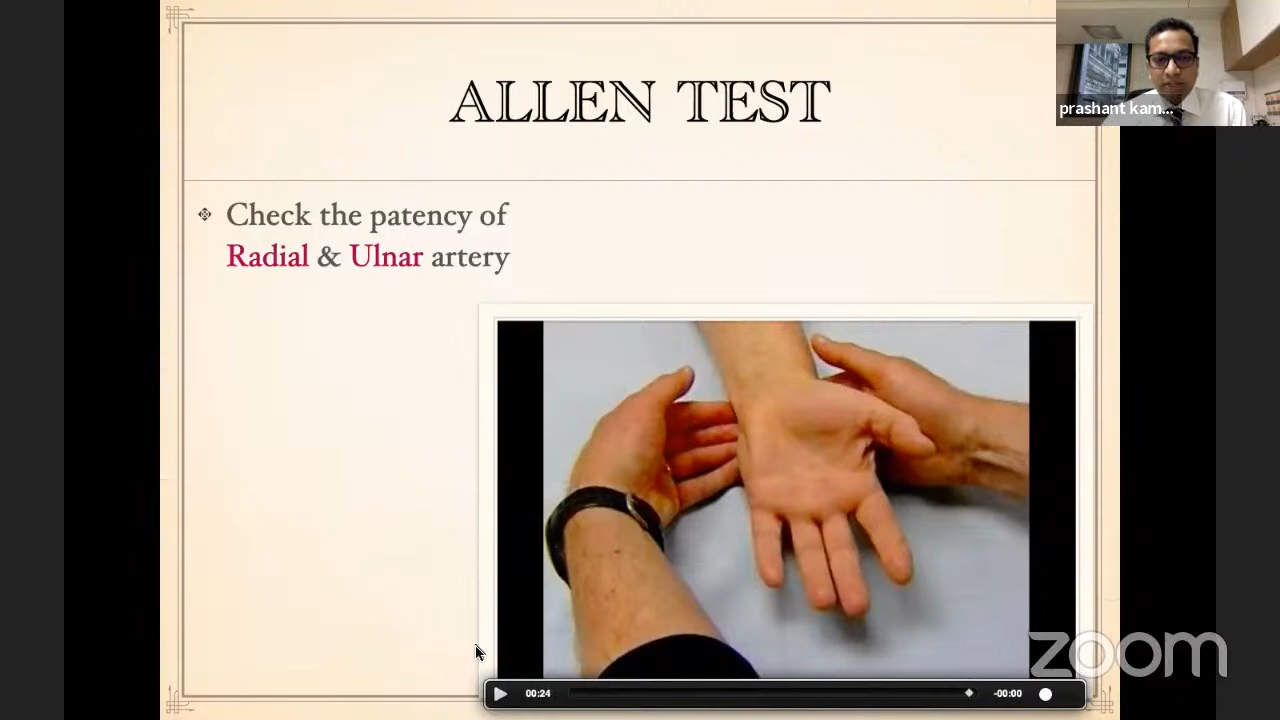 ALLEN TEST
prashant kam...
Check the patency of
Radial & Ulnar artery
00:24
-00:00
zoom